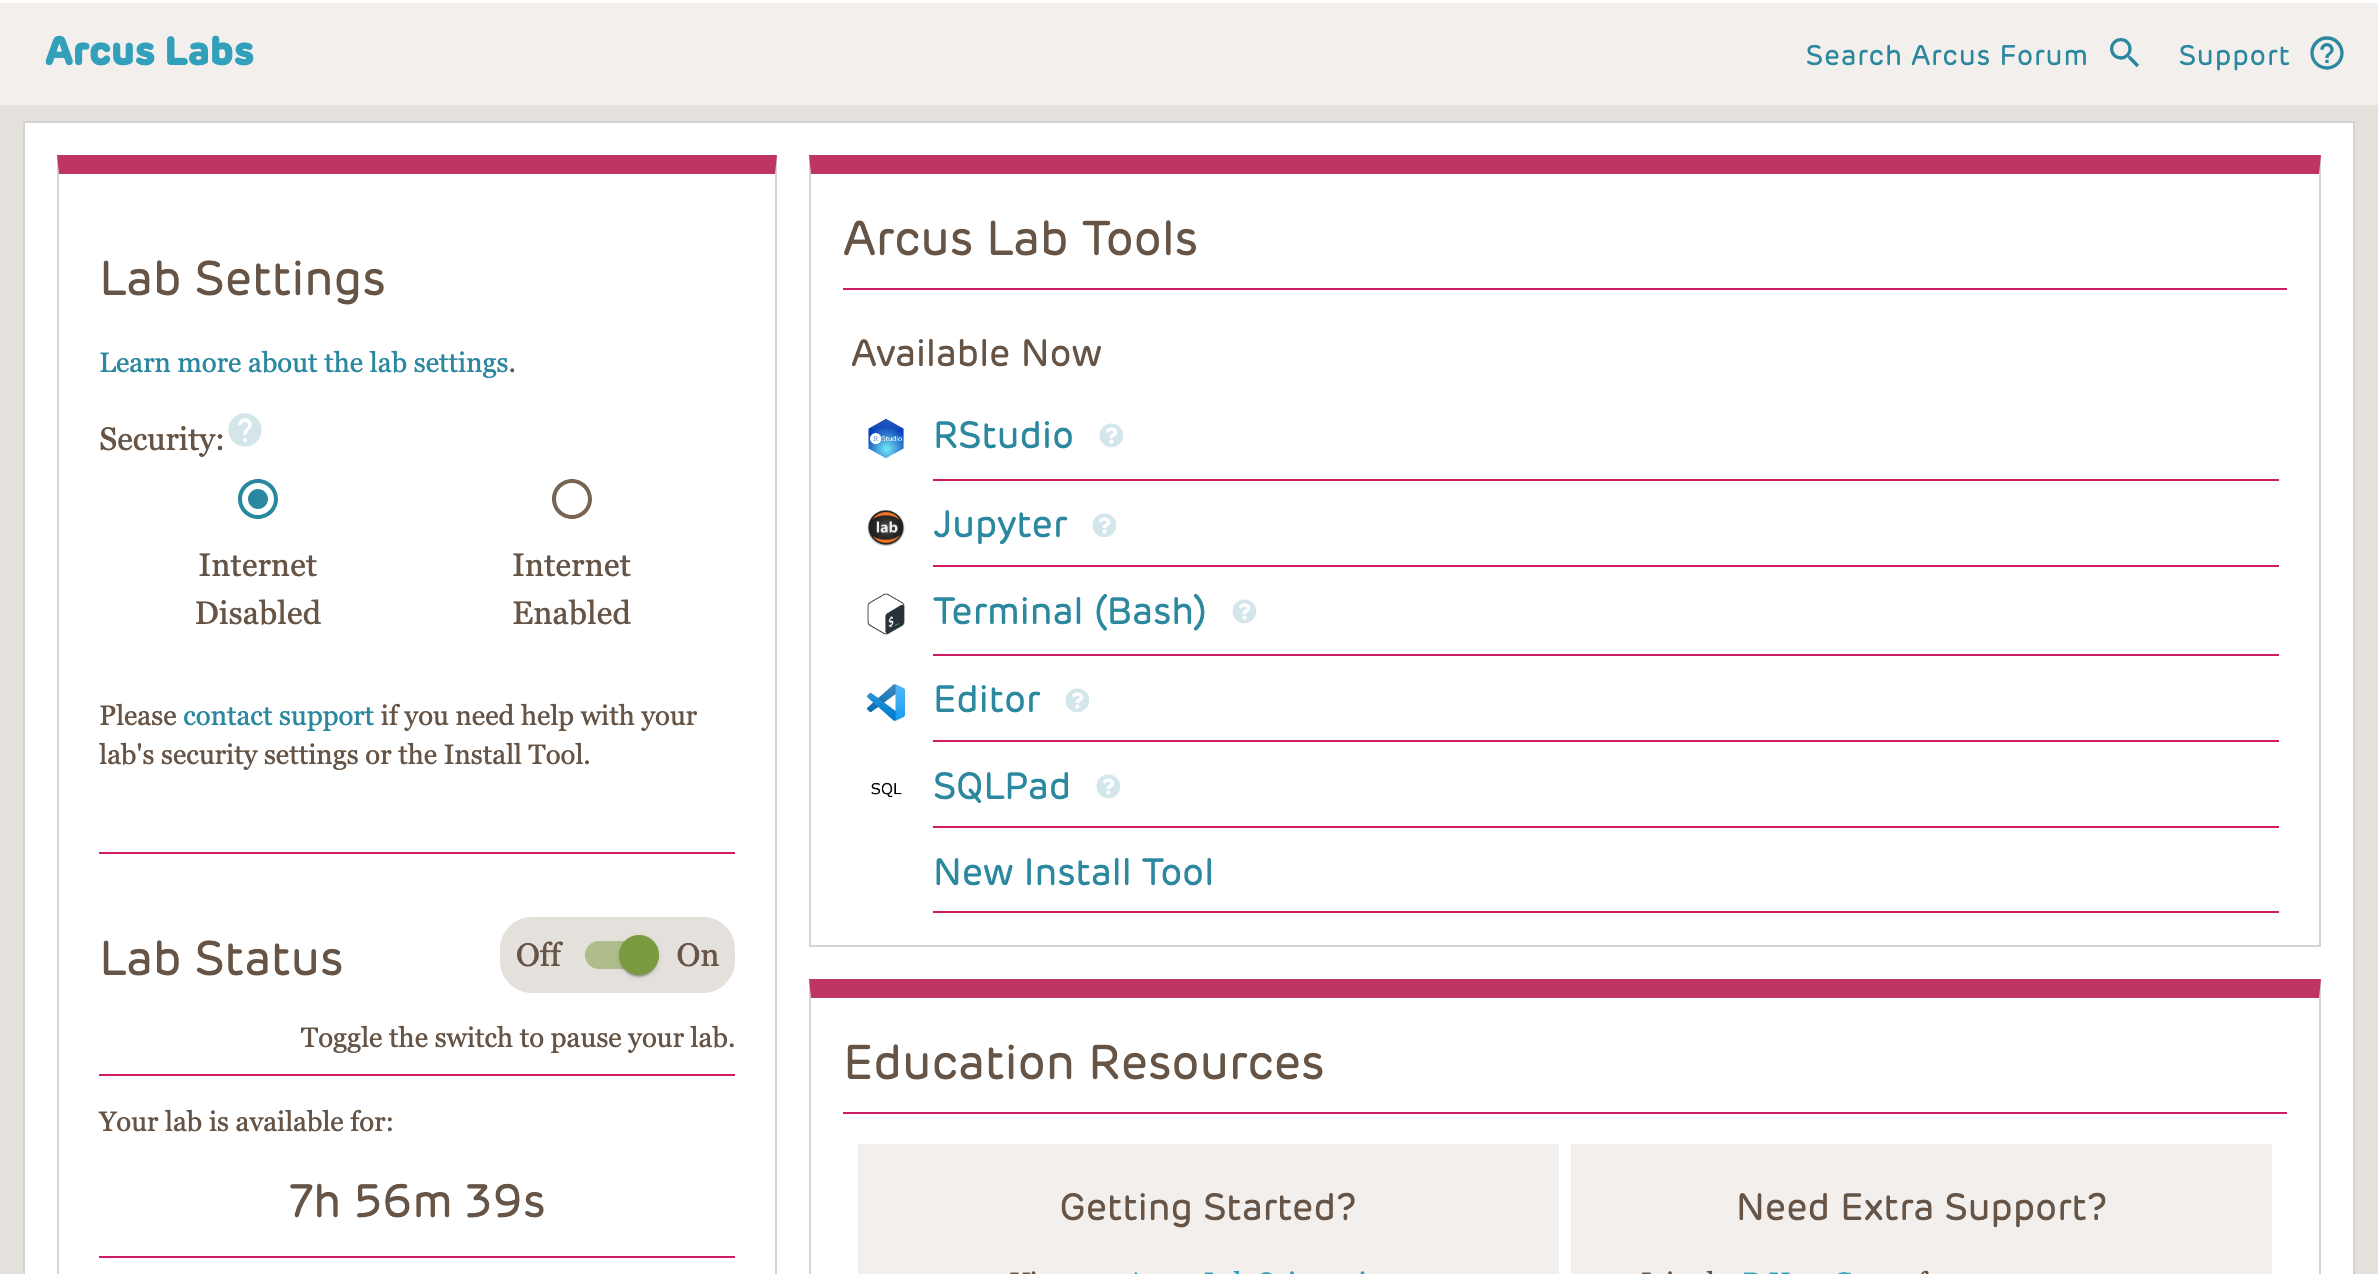 Arcus Labs
Search Arcus Forum
Support
Lab Settings
Learn more about the lab settings.
Security:
Internet Disabled
Internet Enabled
Please contact support if you need help with your
lab's security settings or the Install Tool.
Lab Status
Off On
Toggle the switch to pause your lab.
Your lab is available for:
7h 56m 39s
Arcus Lab Tools
Available Now
RStudio
Jupyter
Terminal (Bash)
Editor
SQL SQLPad
New Install Tool
Education Resources
Getting Started?
Need Extra Support?